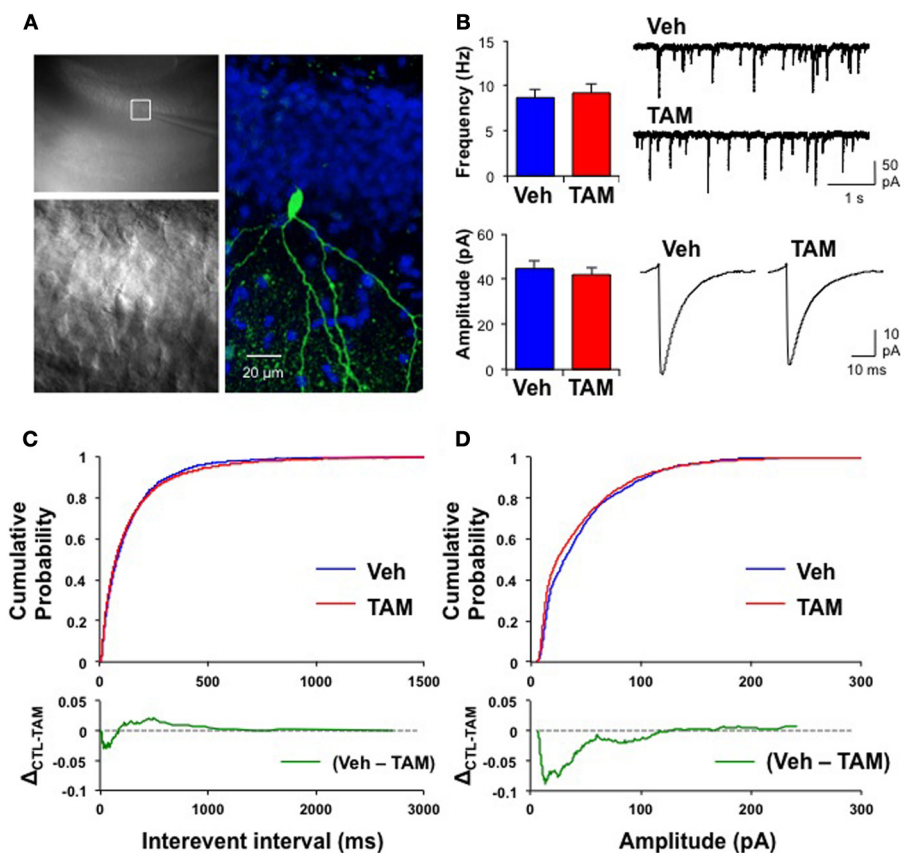 A
20 µm
B
Frequency (Hz)
15
10
5
0
Veh
TAM
Veh
TAM
50
pA
1 s
Amplitude (pA)
60
40
20
0
Veh
TAM
Veh
TAM
10
pA
10 ms
C
Cumulative
Probability
1
0.8
0.6
0.4
0.2
0
Veh
TAM
0
500
1000
1500
ΔCTL-TAM
0.05
0
-0.05
-0.1
(Veh – TAM)
0
1000
2000
3000
Interevent interval (ms)
D
Cumulative
Probability
1
0.8
0.6
0.4
0.2
0
Veh
TAM
0
100
200
300
ΔCTL-TAM
0.05
0
-0.05
-0.1
(Veh – TAM)
0
100
200
300
Amplitude (pA)